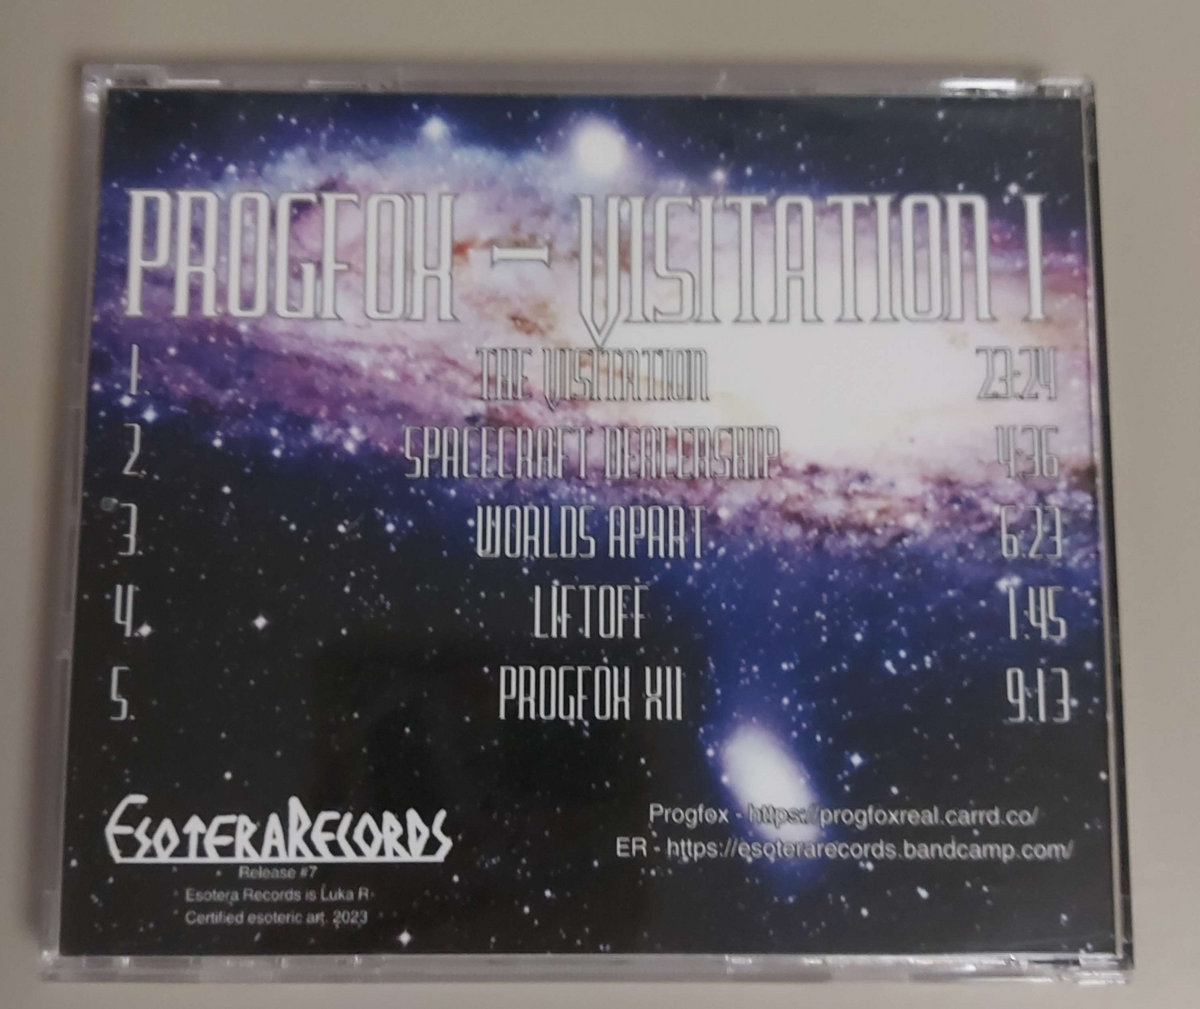 PROGFOX - VISITATION I
1. THE VISITATION 23:24
2. SPACECRAFT DEALERSHIP 4:36
3. WORLDS APART 6:23
4. LIFTOFF 1:45
5. PROGFOX XII 9:13
ESOTERARECORDS
Release #7
Esotera Records is Luka R
Certified esoteric art. 2023
Progfox - https://progfoxreal.carrd.co/
ER - https://esoterarecords.bandcamp.com/